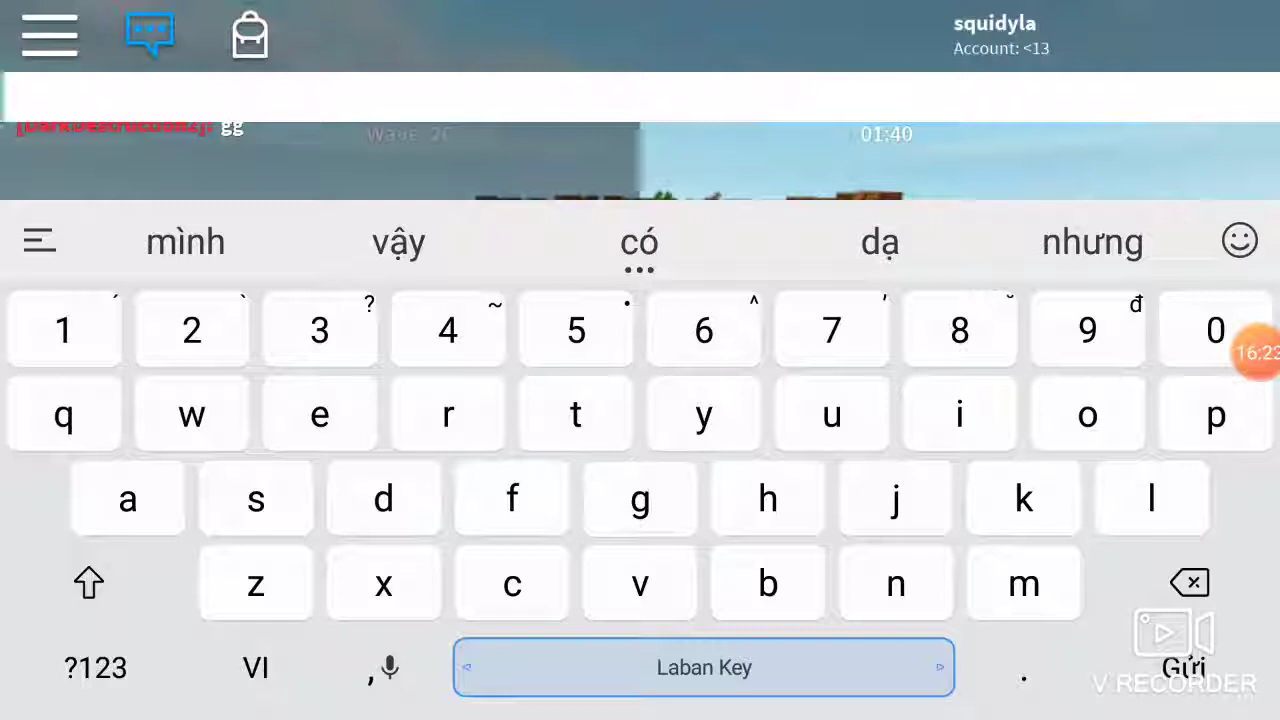 squidyla
Account: <13
[DarkDestruction2]: gg
01:40
mình vậy có dạ nhưng
1 2 3 ? 4 ~ 5 6 ^ 7 8 9 đ 0
16:22
q w e r t y u i o p
a s d f g h j k l
z x c v b n m
?123 VI , Laban Key . Gửi
V RECORDER